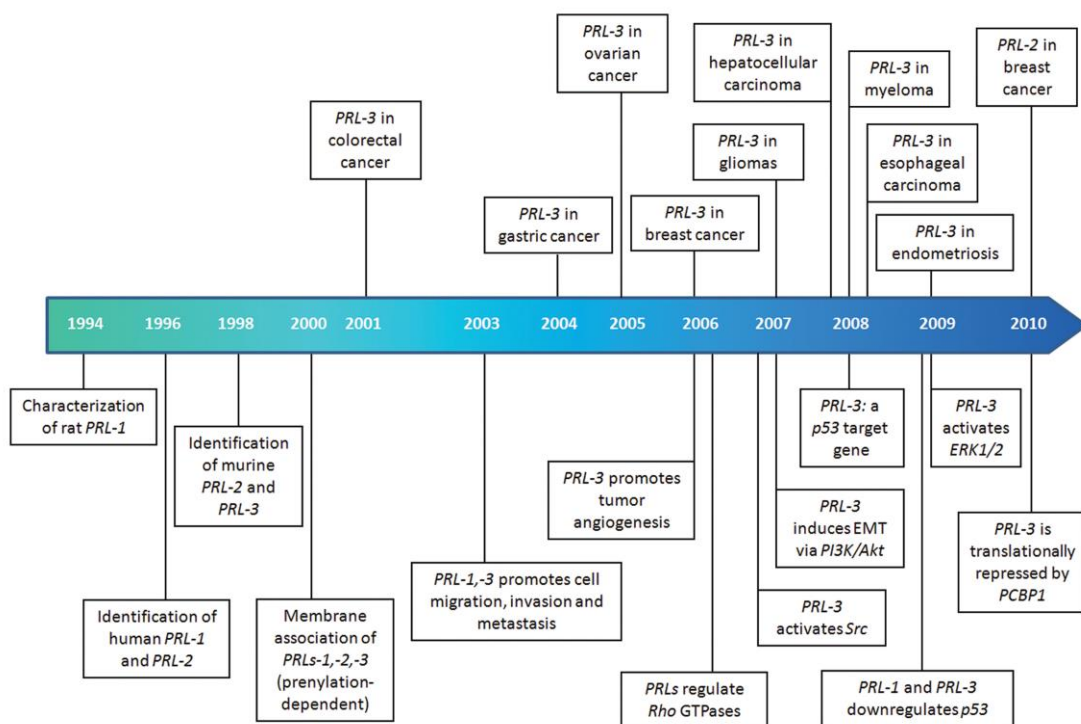 PRL-3 in
ovarian
cancer
PRL-3 in
hepatocellular
carcinoma
PRL-3 in
myeloma
PRL-2 in
breast
cancer
PRL-3 in
colorectal
cancer
PRL-3 in
gliomas
PRL-3 in
esophageal
carcinoma
PRL-3 in
gastric cancer
PRL-3 in
breast cancer
PRL-3 in
endometriosis
1994 1996 1998 2000 2001 2003 2004 2005 2006 2007 2008 2009 2010
Characterization
of rat PRL-1
Identification
of murine
PRL-2 and
PRL-3
PRL-3: a
p53 target
gene
PRL-3
activates
ERK1/2
PRL-3 promotes
tumor
angiogenesis
PRL-3
induces EMT
via PI3K/Akt
PRL-3 is
translationally
repressed by
PCBP1
Identification of
human PRL-1
and PRL-2
Membrane
association of
PRLs-1,-2,-3
(prenylation-
dependent)
PRL-1,-3 promotes cell
migration, invasion and
metastasis
PRL-3
activates Src
PRLs regulate
Rho GTPases
PRL-1 and PRL-3
downregulates p53